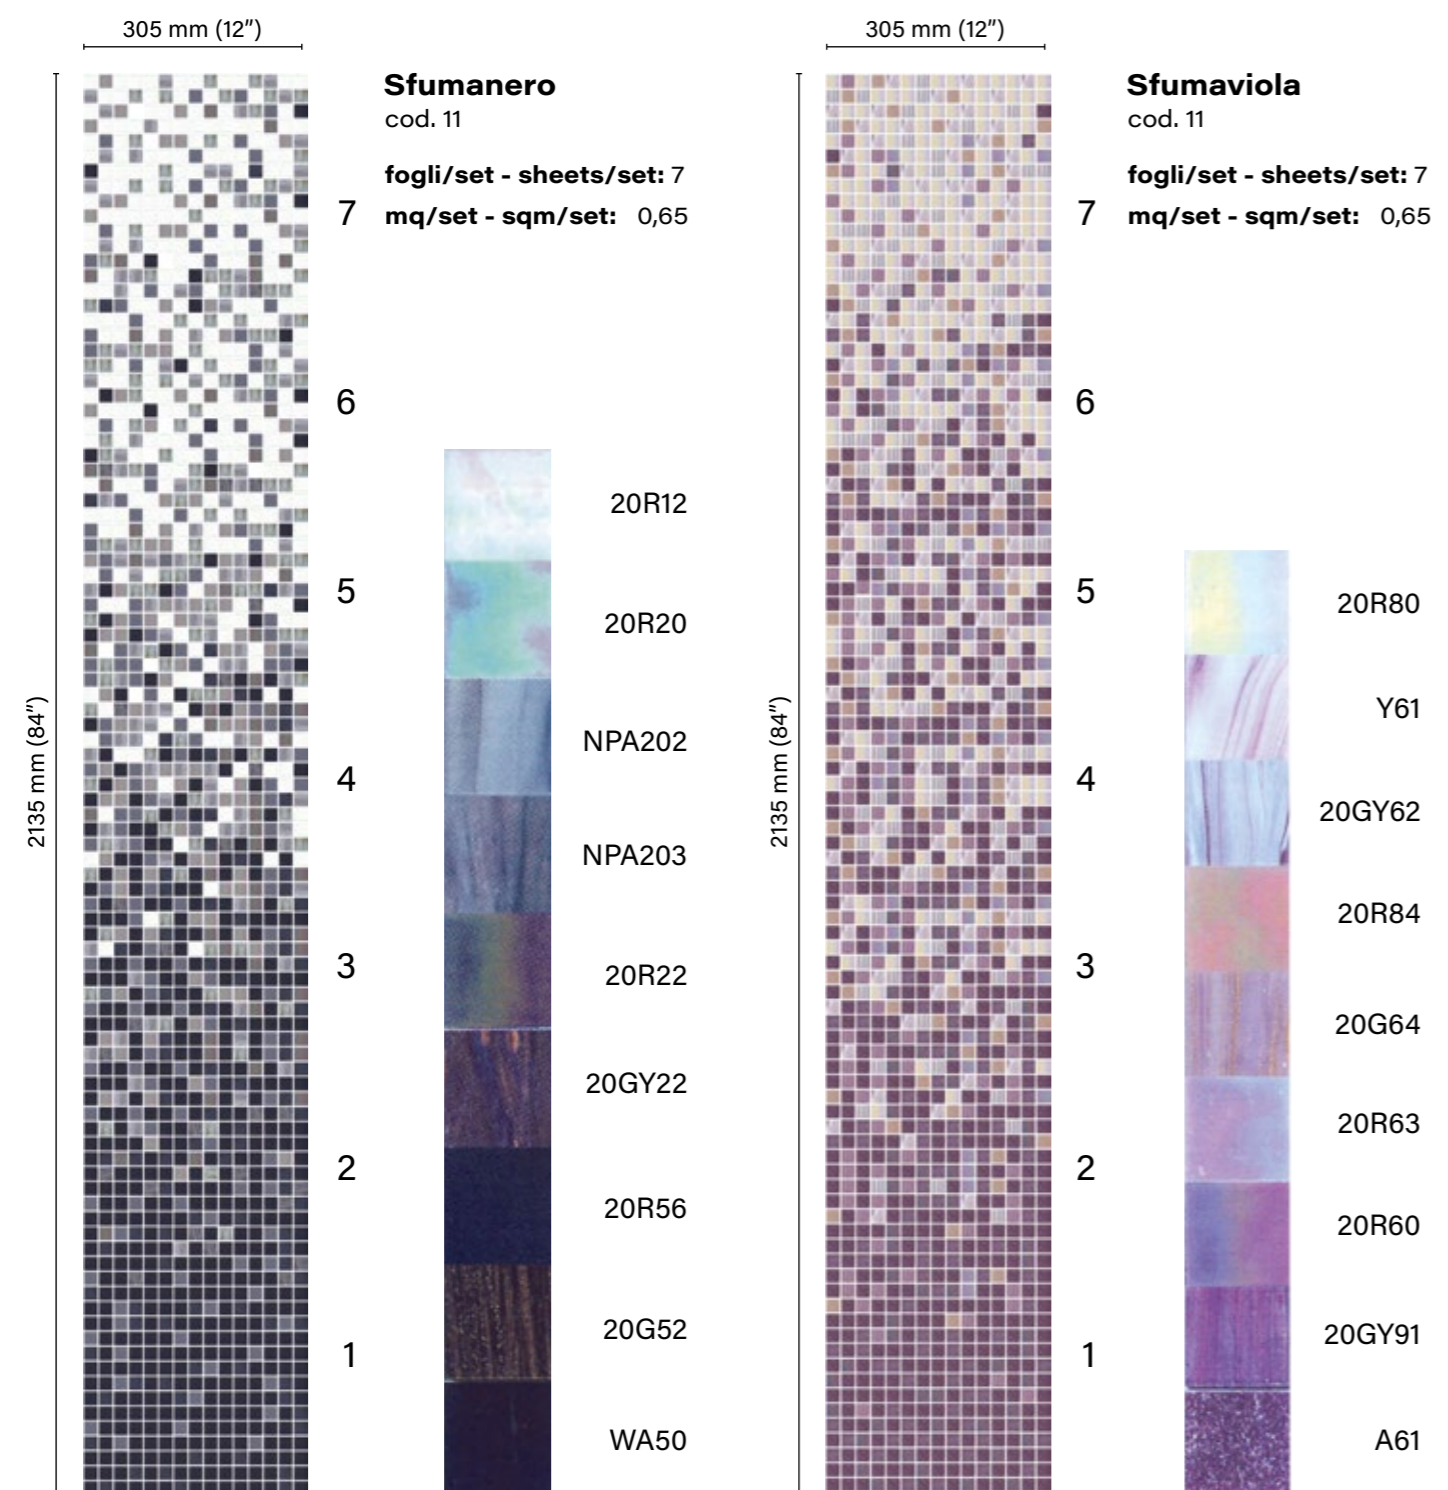 305 mm (12″)
Sfumanero
cod. 11
fogli/set - sheets/set: 7
mq/set - sqm/set: 0,65
7
6
5
4
3
2
1
2135 mm (84″)
20R12
20R20
NPA202
NPA203
20R22
20GY22
20R56
20G52
WA50
305 mm (12″)
Sfumaviola
cod. 11
fogli/set - sheets/set: 7
mq/set - sqm/set: 0,65
7
6
5
4
3
2
1
2135 mm (84″)
20R80
Y61
20GY62
20R84
20G64
20R63
20R60
20GY91
A61